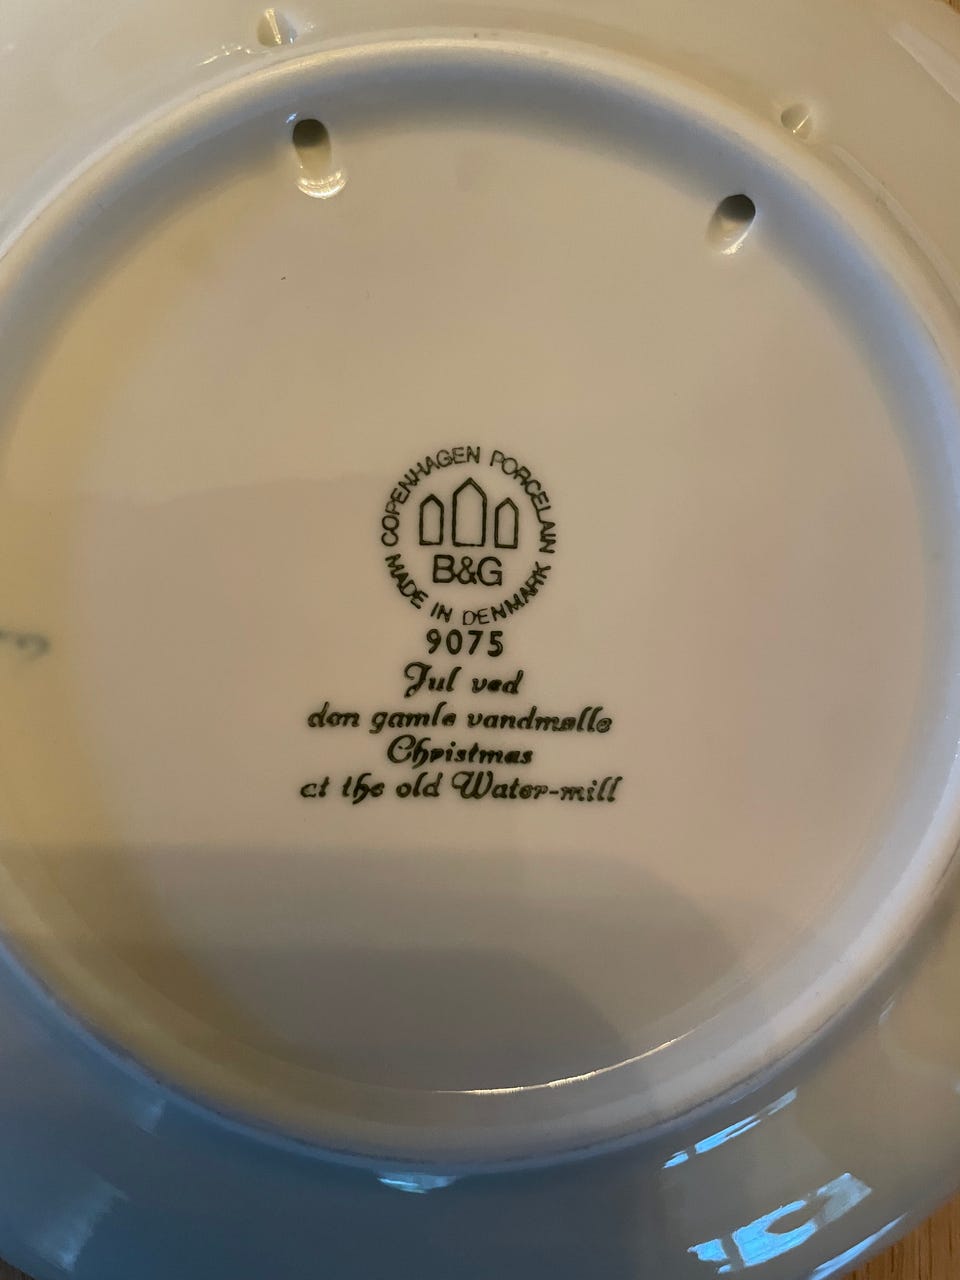 COPENHAGEN PORCELAIN
B&G
MADE IN DENMARK
9075
Jul ved
den gamle vandmølle
Christmas
at the old Water-mill